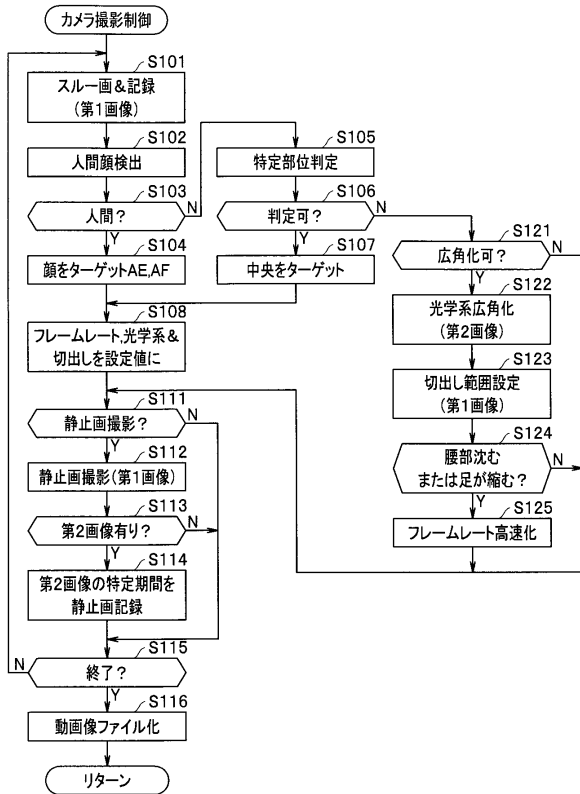 カメラ撮影制御
S101
スルー画&記録
(第1画像)
S102
人間顔検出
S103
人間?
N
Y
S104
顔をターゲットAE,AF
S105
特定部位判定
S106
判定可?
N
Y
S107
中央をターゲット
S108
フレームレート,光学系&
切出しを設定値に
S111
静止画撮影?
N
Y
S112
静止画撮影(第1画像)
S113
第2画像有り?
N
Y
S114
第2画像の特定期間を
静止画記録
S115
N
終了?
Y
S116
動画像ファイル化
リターン
S121
広角化可?
N
Y
S122
光学系広角化
(第2画像)
S123
切出し範囲設定
(第1画像)
S124
腰部沈む
または足が縮む?
N
Y
S125
フレームレート高速化